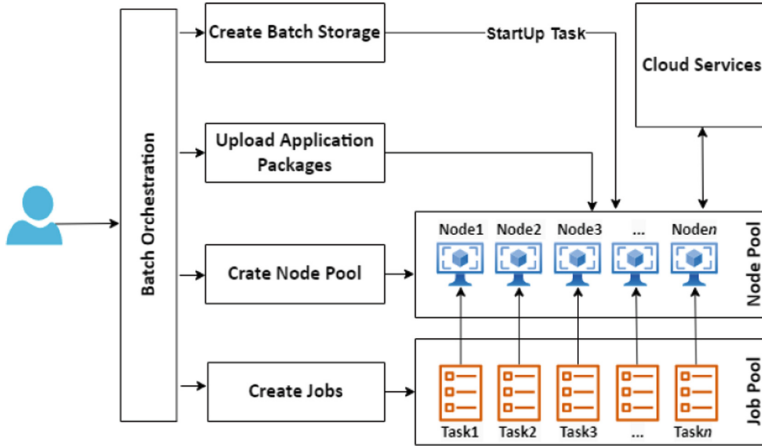 Create Batch Storage
StartUp Task
Cloud Services
Upload Application
Packages
Batch Orchestration
Node1 Node2 Node3 ... Noden
Node Pool
Crate Node Pool
Create Jobs
Job Pool
Task1 Task2 Task3 ... Taskn